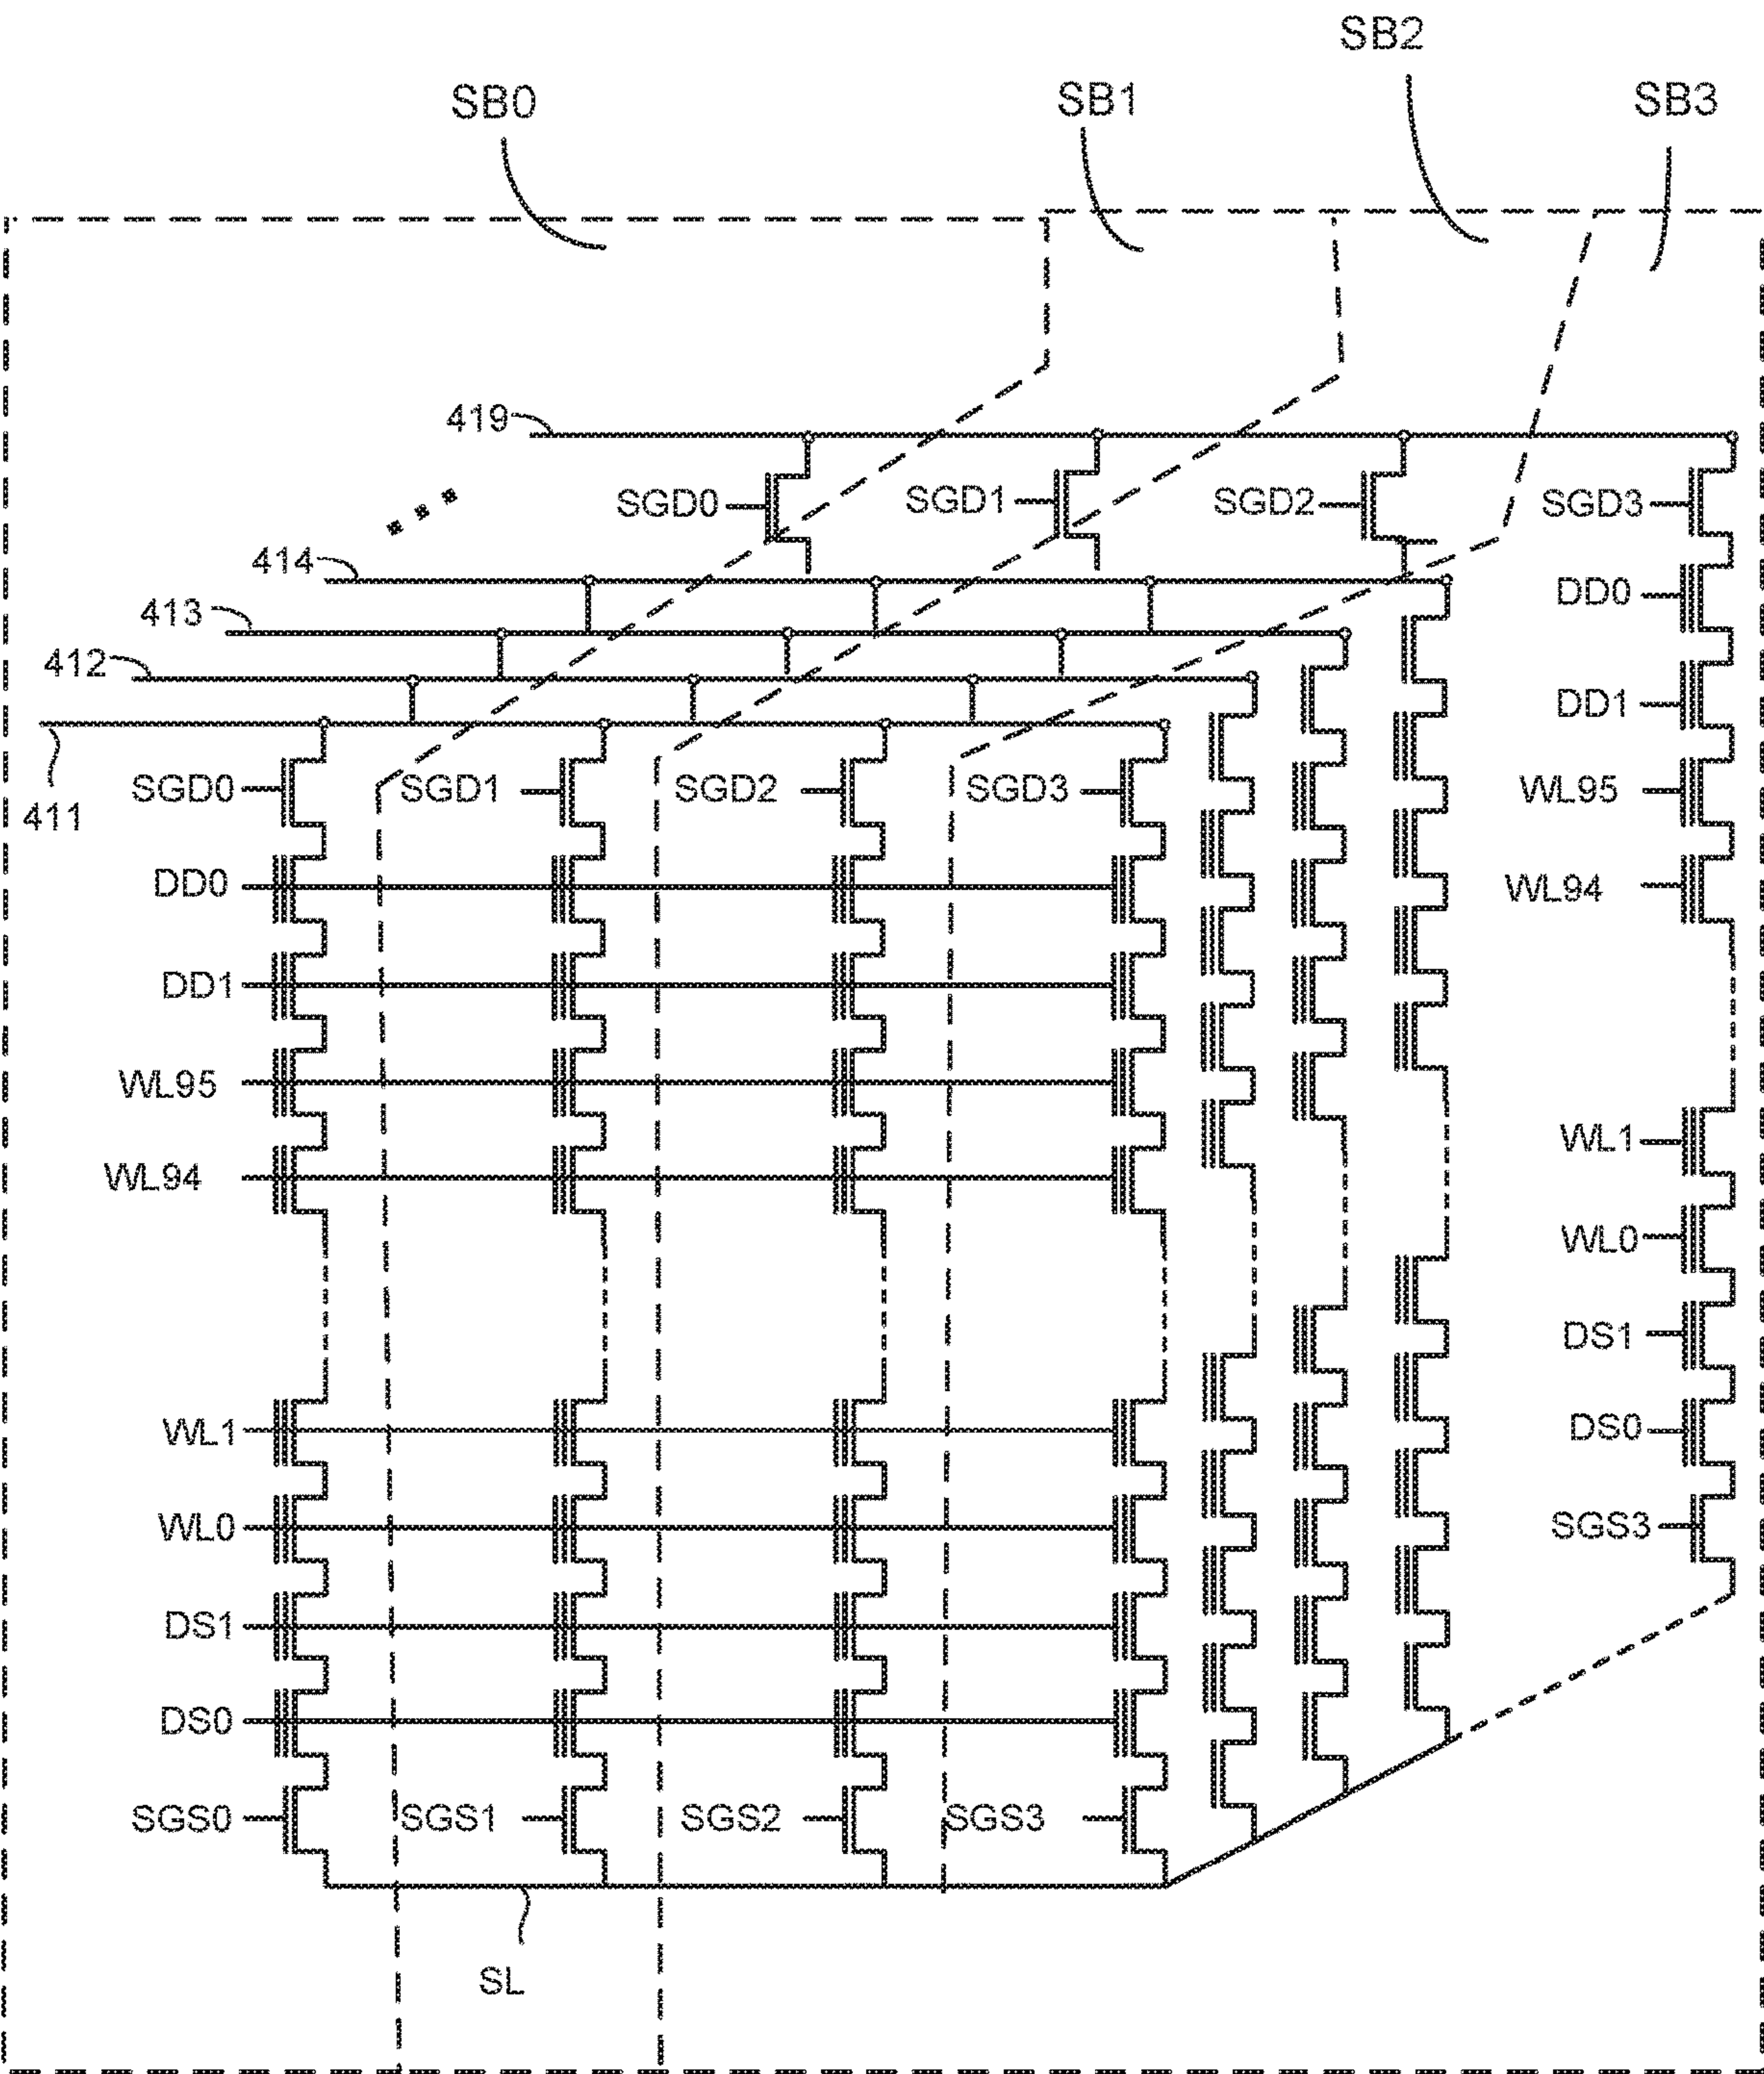 SB2
SB0 SB1 SB3
419
SGD0 SGD1 SGD2 SGD3
414
DD0
413
412
DD1
411
SGD0 SGD1 SGD2 SGD3
WL95
DD0
WL94
DD1
WL95
WL1
WL94
WL0
DS1
WL1
DS0
WL0
SGS3
DS1
DS0
SGS0 SGS1 SGS2 SGS3
SL